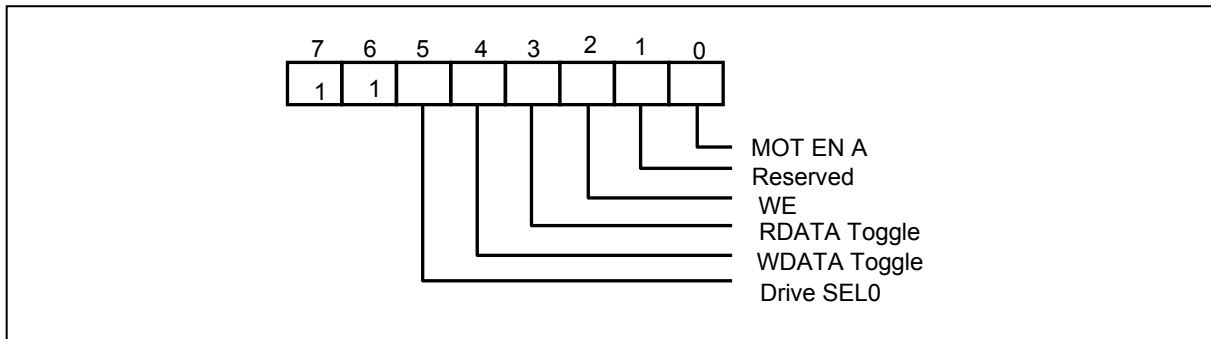 7 6 5 4 3 2 1 0
1 1
MOT EN A
Reserved
WE
RDATA Toggle
WDATA Toggle
Drive SEL0